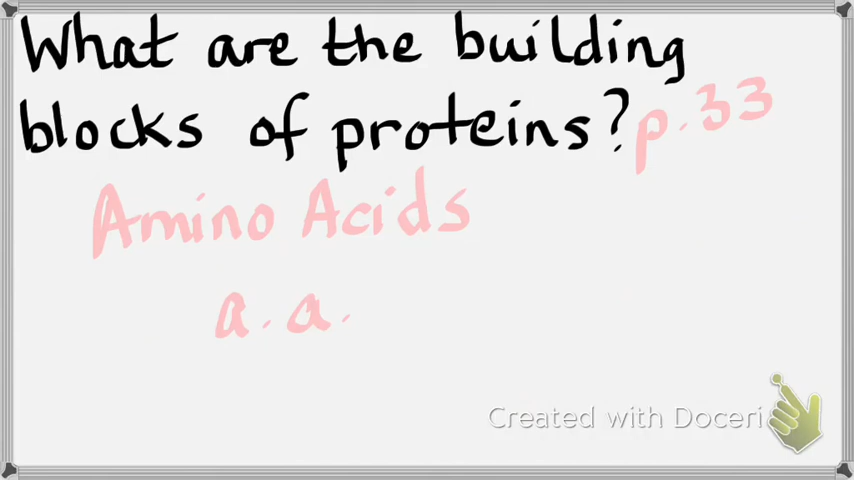 What are the building
blocks of proteins? p.33
Amino Acids
a.a.
Created with Doceri